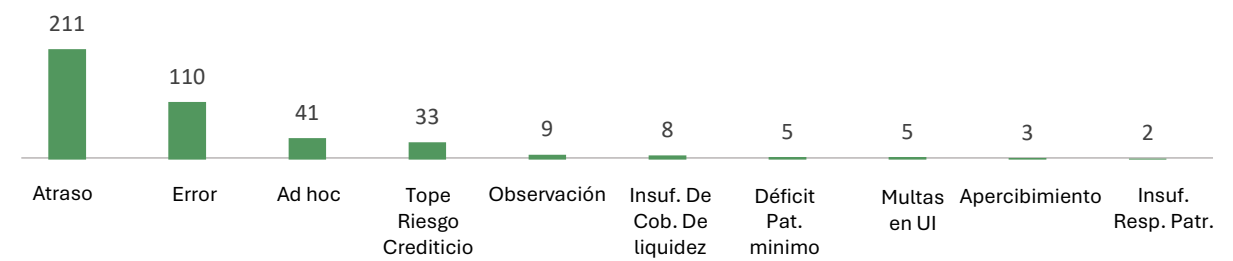 211
110
41
33
9
8
5
5
3
2
Atraso
Error
Ad hoc
Tope
Riesgo
Crediticio
Observación
Insuf. De
Cob. De
liquidez
Déficit
Pat.
minimo
Multas
en UI
Apercibimiento
Insuf.
Resp. Patr.